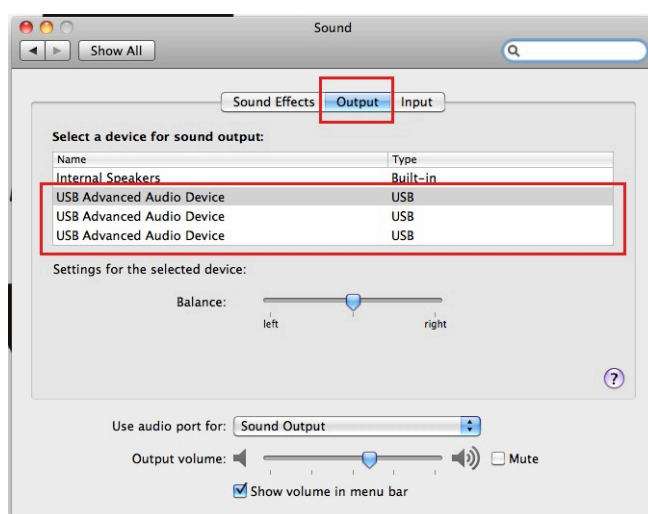 Sound
Show All
Sound Effects Output Input
Select a device for sound output:
Name Type
Internal Speakers Built-in
USB Advanced Audio Device USB
USB Advanced Audio Device USB
USB Advanced Audio Device USB
Settings for the selected device:
Balance:
left right
?
Use audio port for: Sound Output
Output volume: Mute
Show volume in menu bar